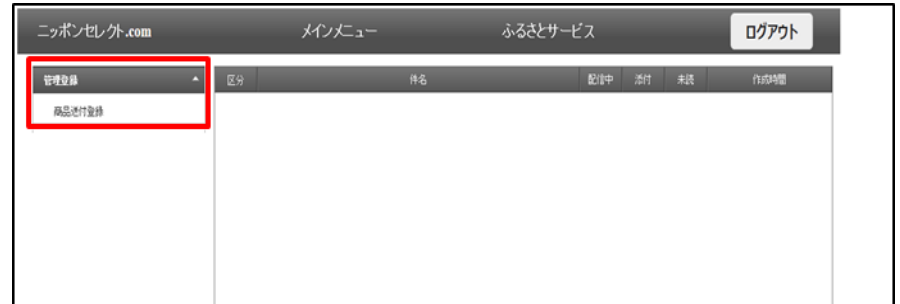 ニッポンセレクト.com メインメニュー ふるさとサービス ログアウト
管理登録 区分 件名 配信中 添付 未読 作成時間
商品送付登録